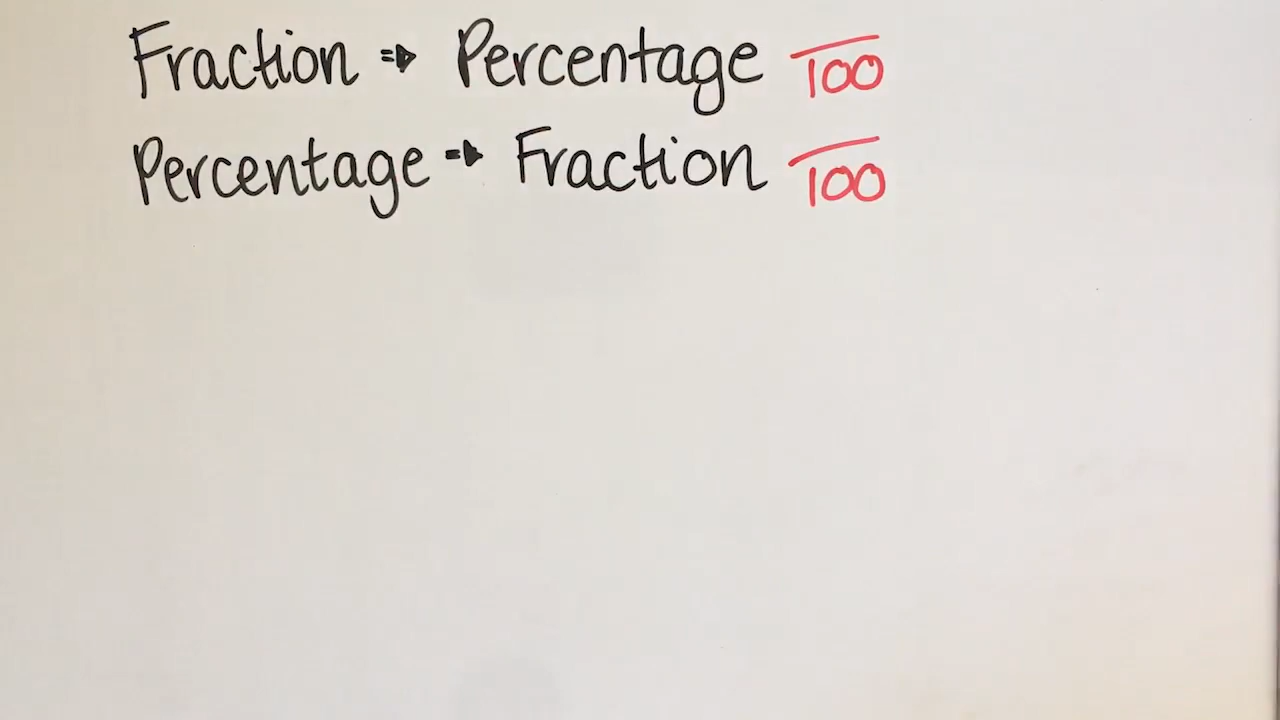 Fraction ⇒ Percentage /100
Percentage ⇒ Fraction /100